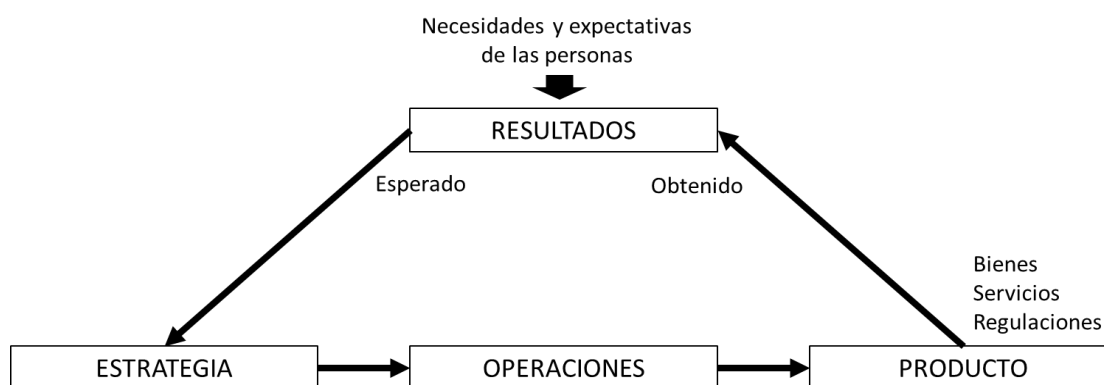 Necesidades y expectativas
de las personas
RESULTADOS
Esperado
Obtenido
Bienes
Servicios
Regulaciones
ESTRATEGIA
OPERACIONES
PRODUCTO